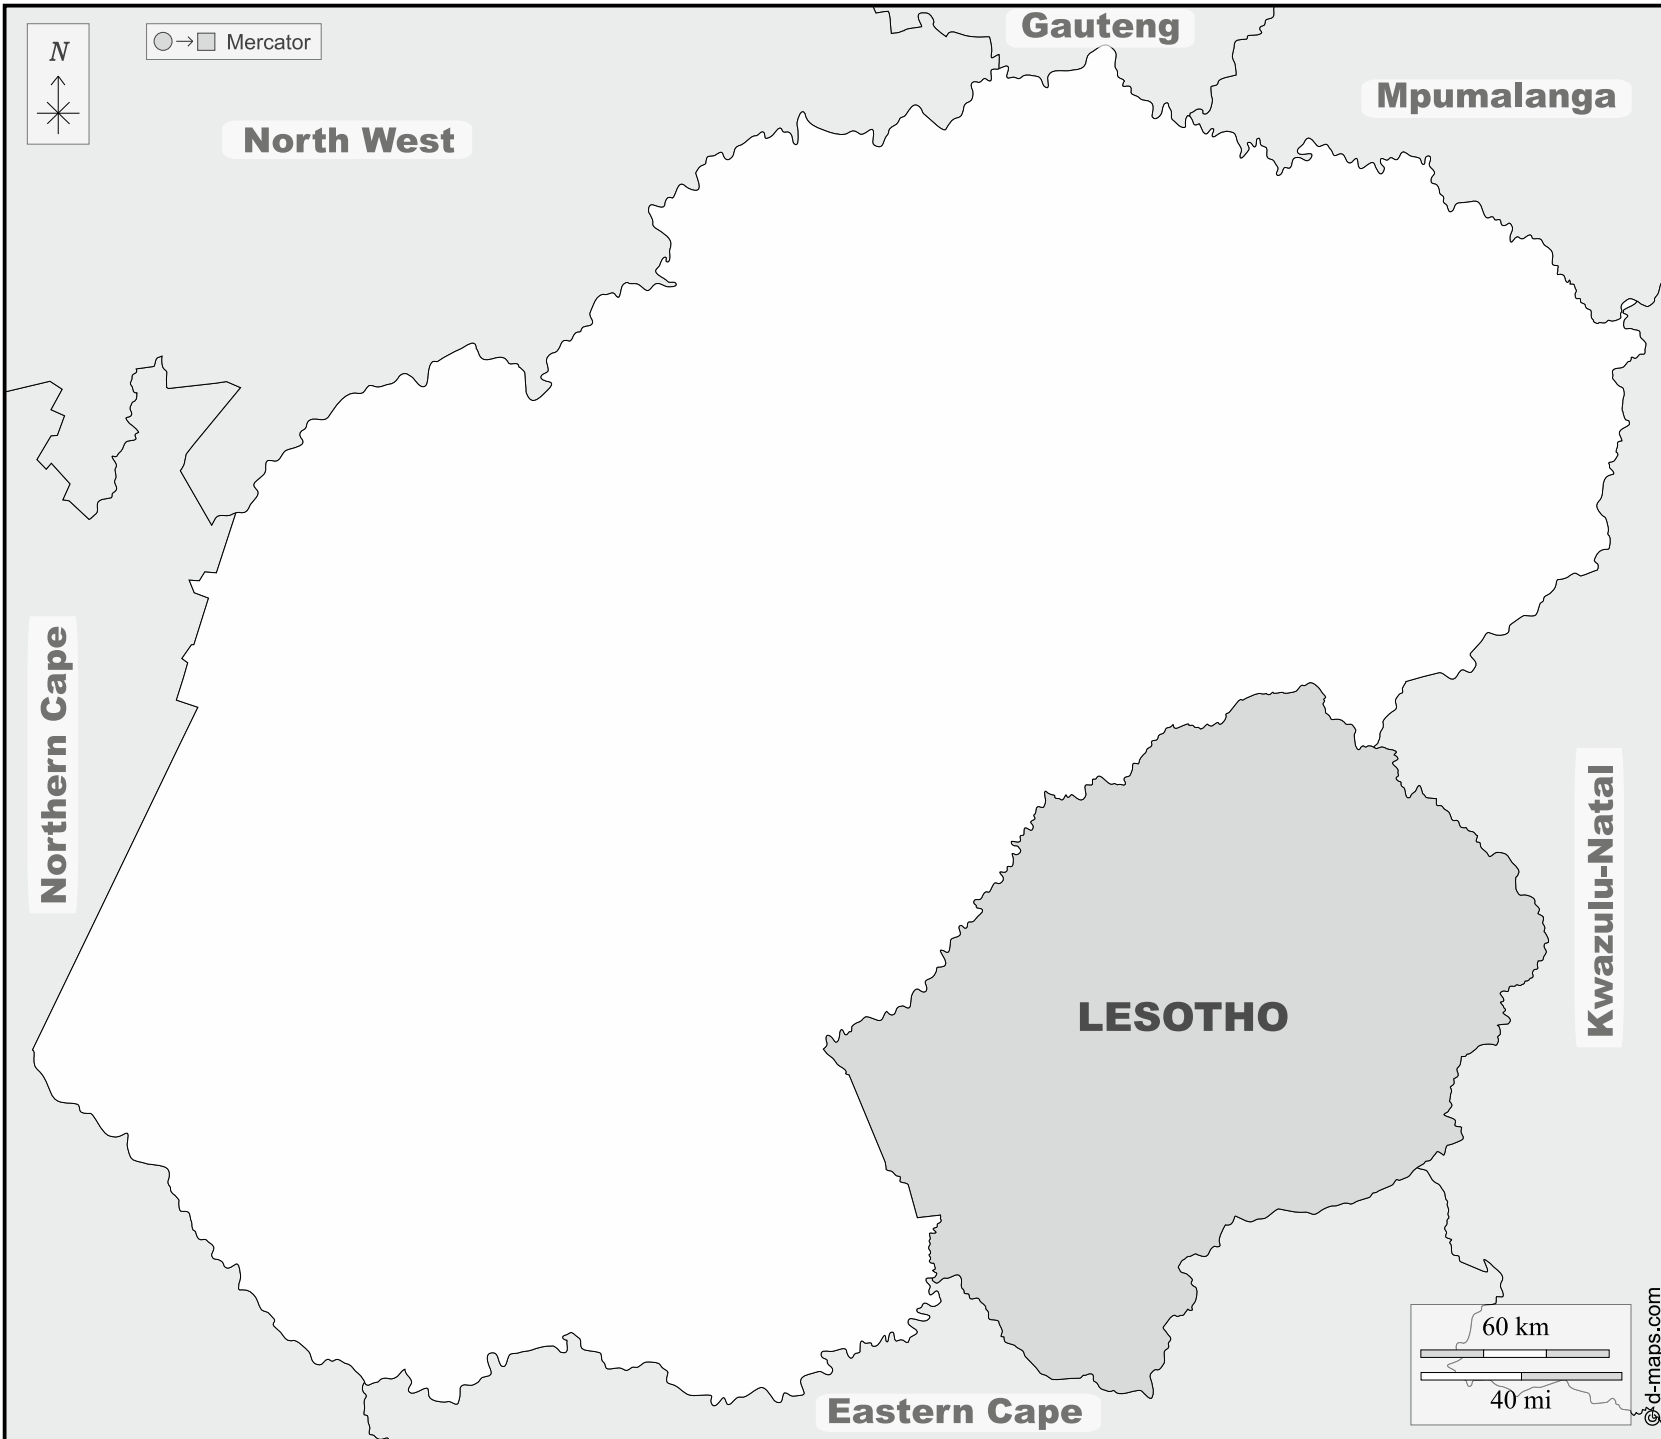 Gauteng
N
Mercator
Mpumalanga
North West
Northern Cape
Kwazulu-Natal
LESOTHO
60 km
40 mi
Eastern Cape
© d-maps.com